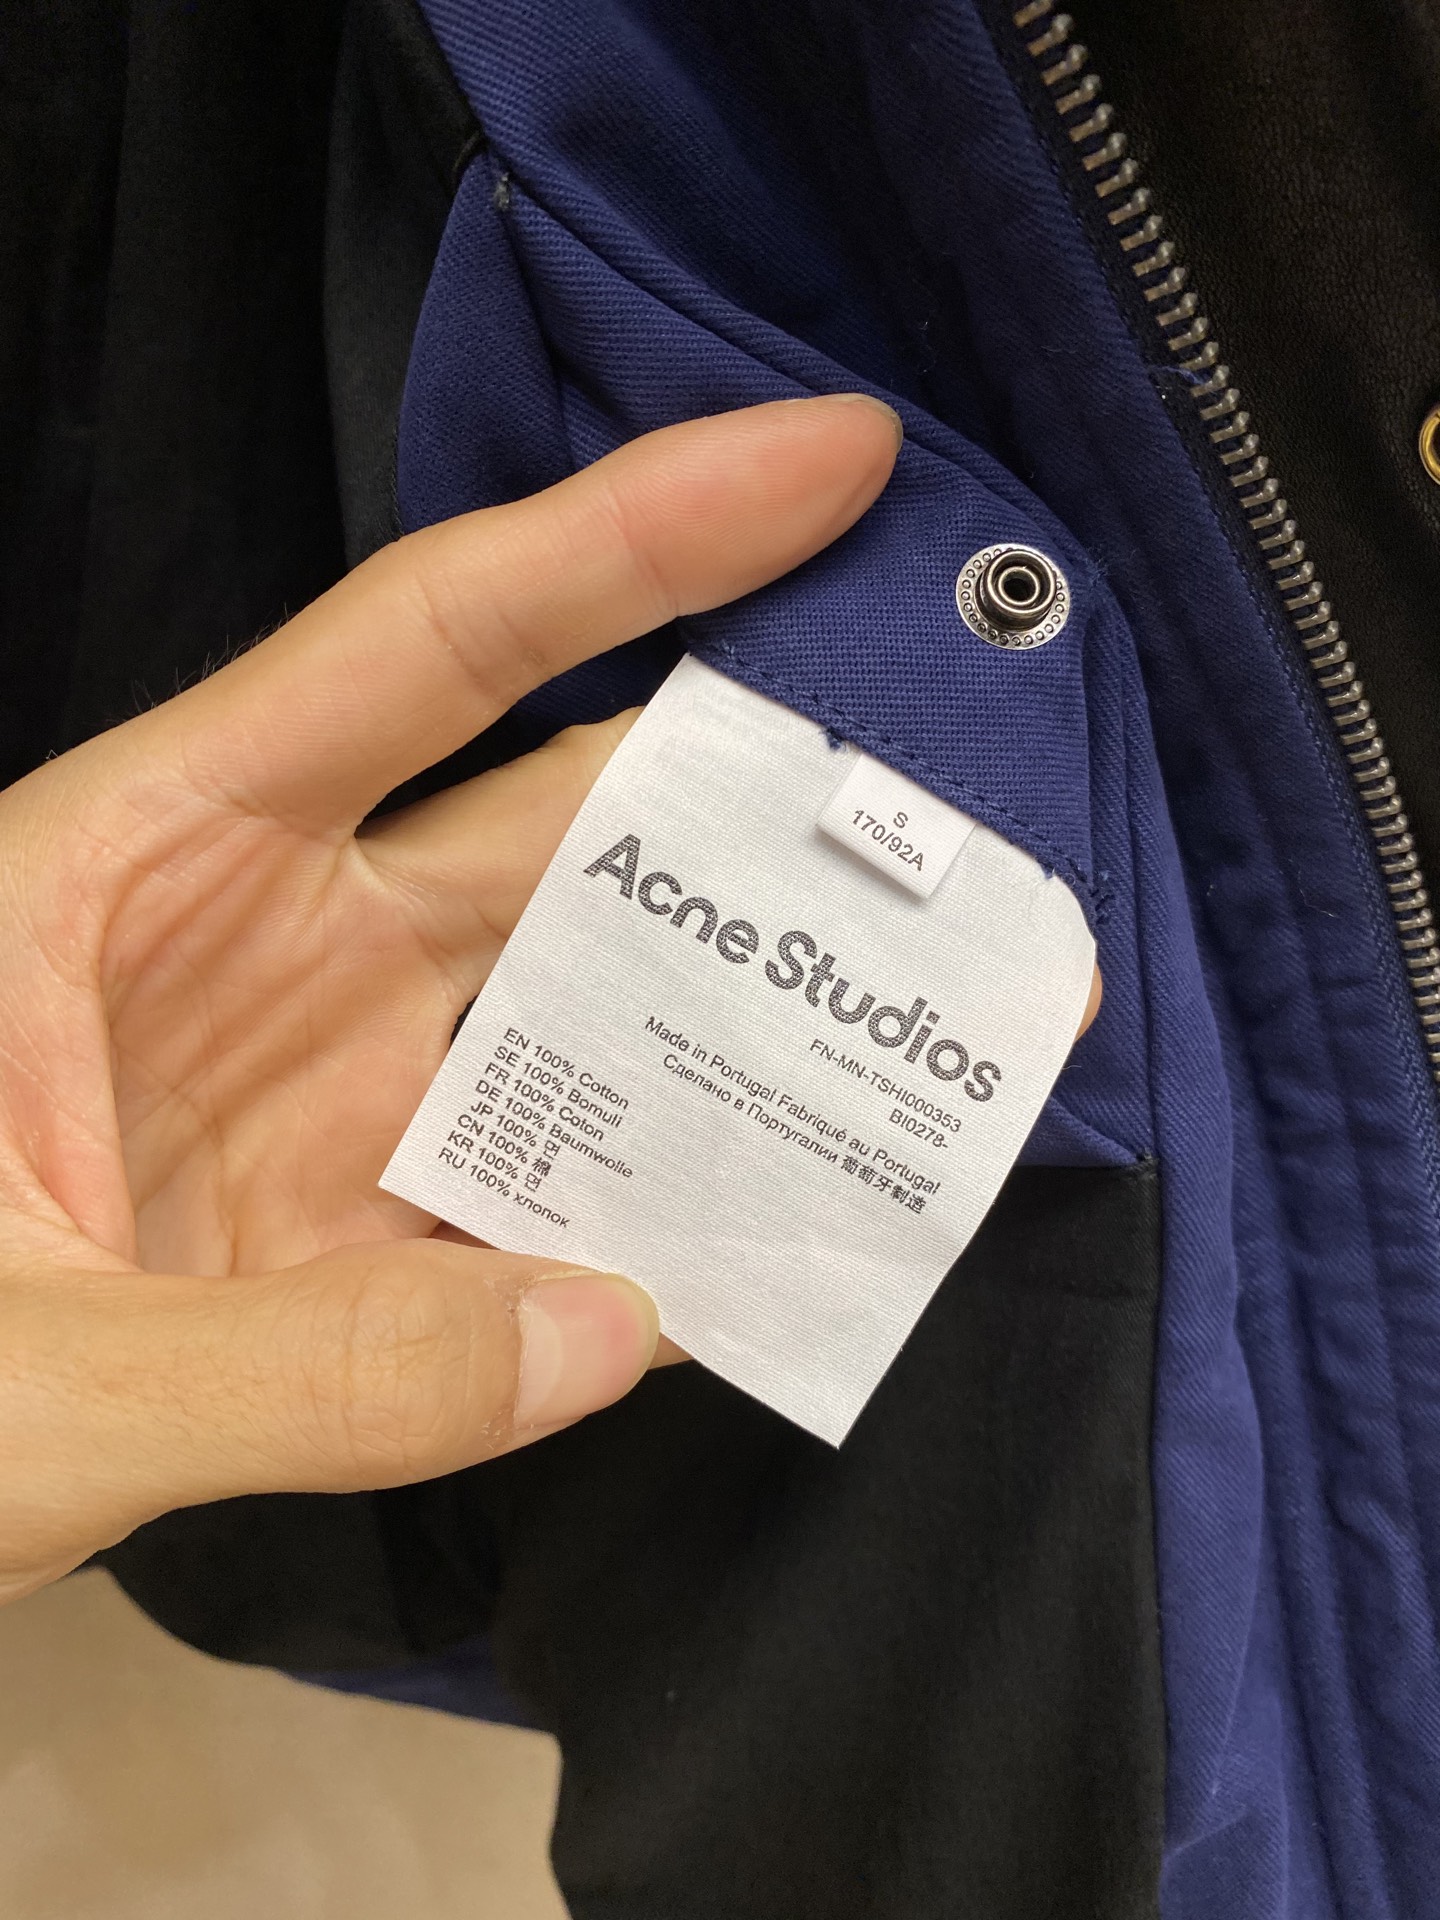 S
170/92A
Acne Studios
FN-MN-TSHI000353
BI0278-
Made in Portugal Fabriqué au Portugal
Сделано в Португалии 葡萄牙制造
EN 100% Cotton
SE 100% Bomull
FR 100% Coton
DE 100% Baumwolle
JP 100% 면
CN 100% 棉
KR 100% 면
RU 100% хлопок